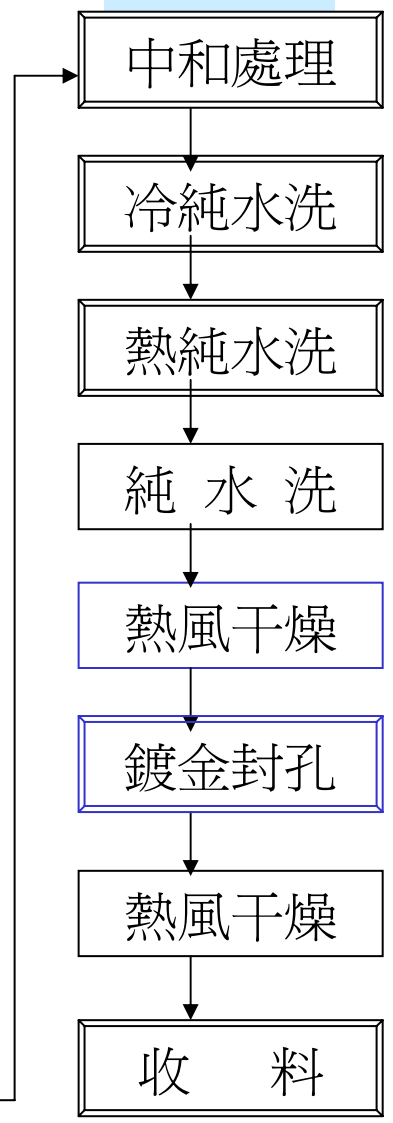 中和處理
冷純水洗
熱純水洗
純 水 洗
熱風干燥
鍍金封孔
熱風干燥
收 料